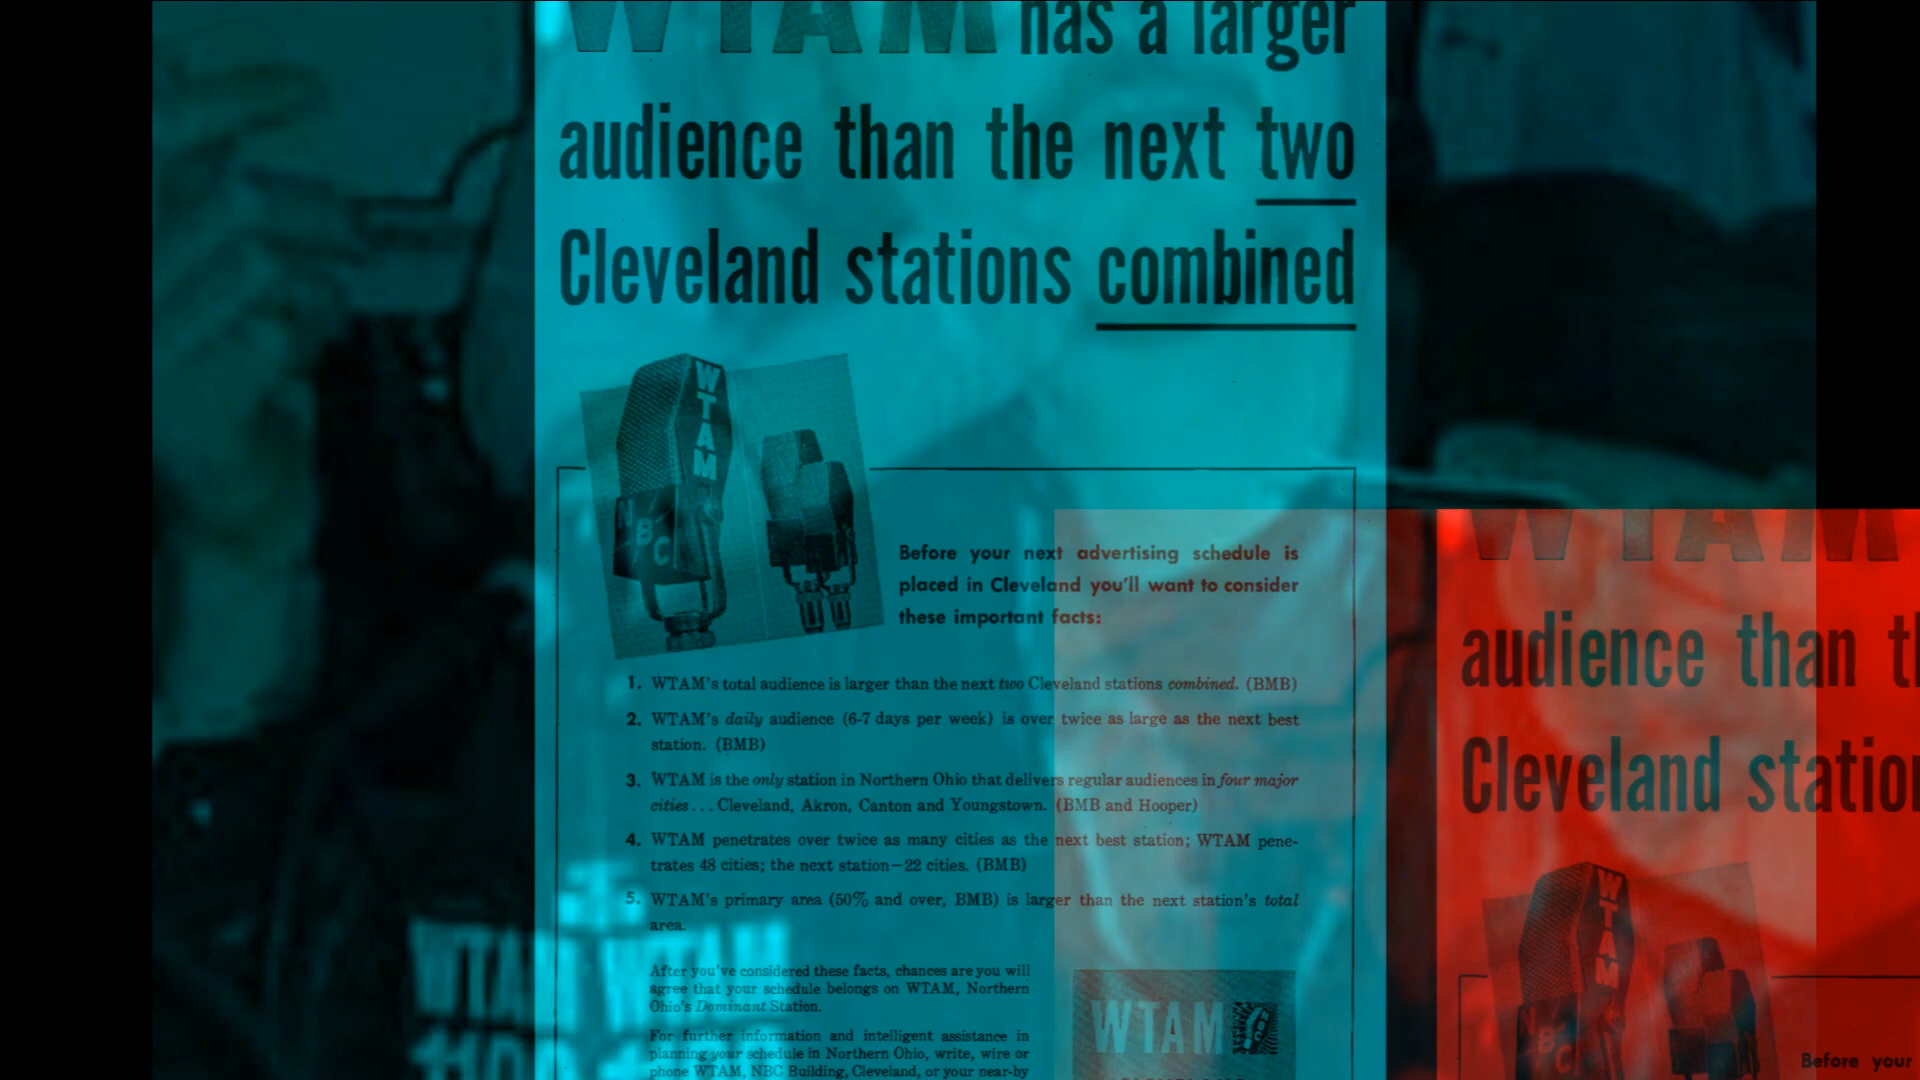 WTAM has a larger
audience than the next two
Cleveland stations combined
WTAM
NBC
Before your next advertising schedule is
placed in Cleveland you'll want to consider
these important facts:
1. WTAM's total audience is larger than the next two Cleveland stations combined. (BMB)
2. WTAM's daily audience (6-7 days per week) is over twice as large as the next best
station. (BMB)
3. WTAM is the only station in Northern Ohio that delivers regular audiences in four major
cities... Cleveland, Akron, Canton and Youngstown. (BMB and Hooper)
4. WTAM penetrates over twice as many cities as the next best station; WTAM pene-
trates 48 cities; the next station—22 cities. (BMB)
5. WTAM's primary area (50% and over, BMB) is larger than the next station's total
area.
After you've considered these facts, chances are you will
agree that your schedule belongs on WTAM, Northern
Ohio's Dominant Station.
For further information and intelligent assistance in
planning your schedule in Northern Ohio, write, wire or
phone WTAM, NBC Building, Cleveland, or your near-by
WTAM WTAM
WTAM NBC
WTAM
audience than
Cleveland
WTAM
NBC
Before your